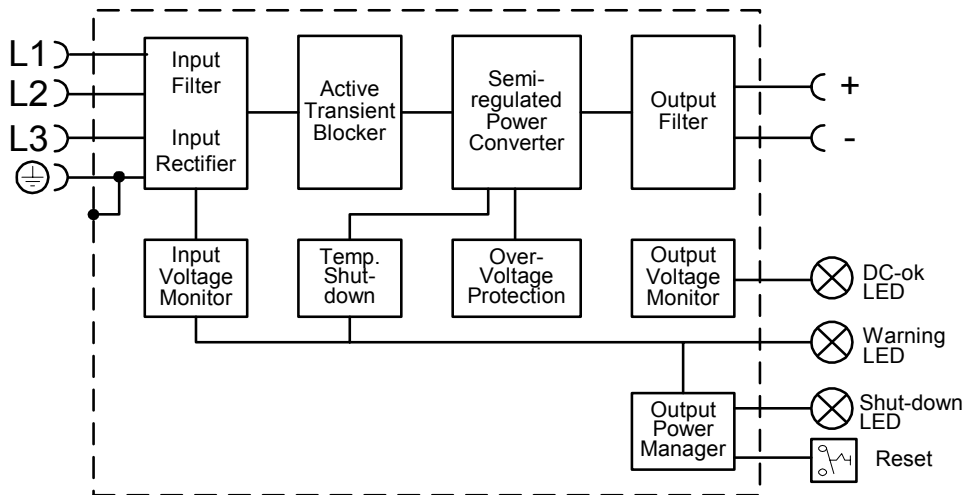 L1
L2
L3
Input
Filter
Input
Rectifier
Active
Transient
Blocker
Semi-
regulated
Power
Converter
Output
Filter
+
-
Input
Voltage
Monitor
Temp.
Shut-
down
Over-
Voltage
Protection
Output
Voltage
Monitor
DC-ok
LED
Warning
LED
Output
Power
Manager
Shut-down
LED
Reset